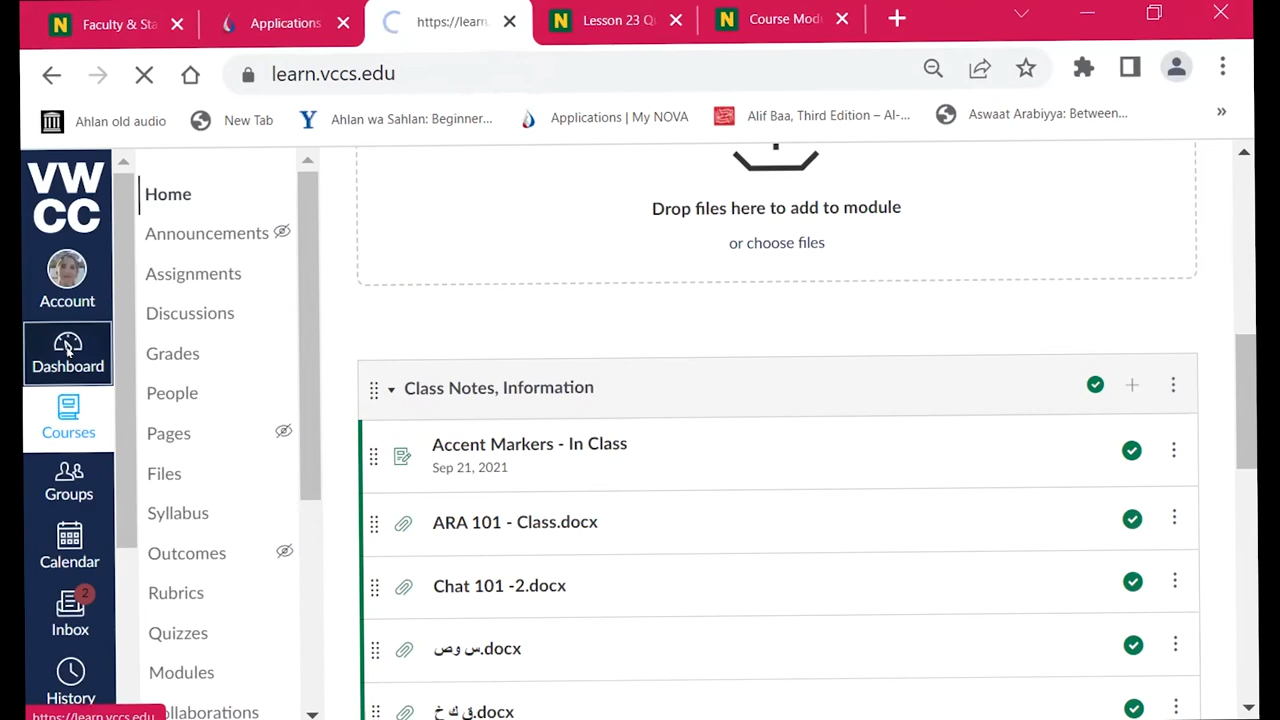 Faculty & Sta
Applications
https://learn.
Lesson 23 Q
Course Mod
learn.vccs.edu
Ahlan old audio
New Tab
Ahlan wa Sahlan: Beginner...
Applications | My NOVA
Alif Baa, Third Edition – Al-...
Aswaat Arabiyya: Between...
»
VW
CC
Account
Dashboard
Courses
Groups
Calendar
2
Inbox
History
https://learn.vccs.edu
Home
Announcements
Assignments
Discussions
Grades
People
Pages
Files
Syllabus
Outcomes
Rubrics
Quizzes
Modules
ollaborations
Drop files here to add to module
or choose files
Class Notes, Information
Accent Markers - In Class
Sep 21, 2021
ARA 101 - Class.docx
Chat 101 -2.docx
س وص.docx
ق ك خ.docx